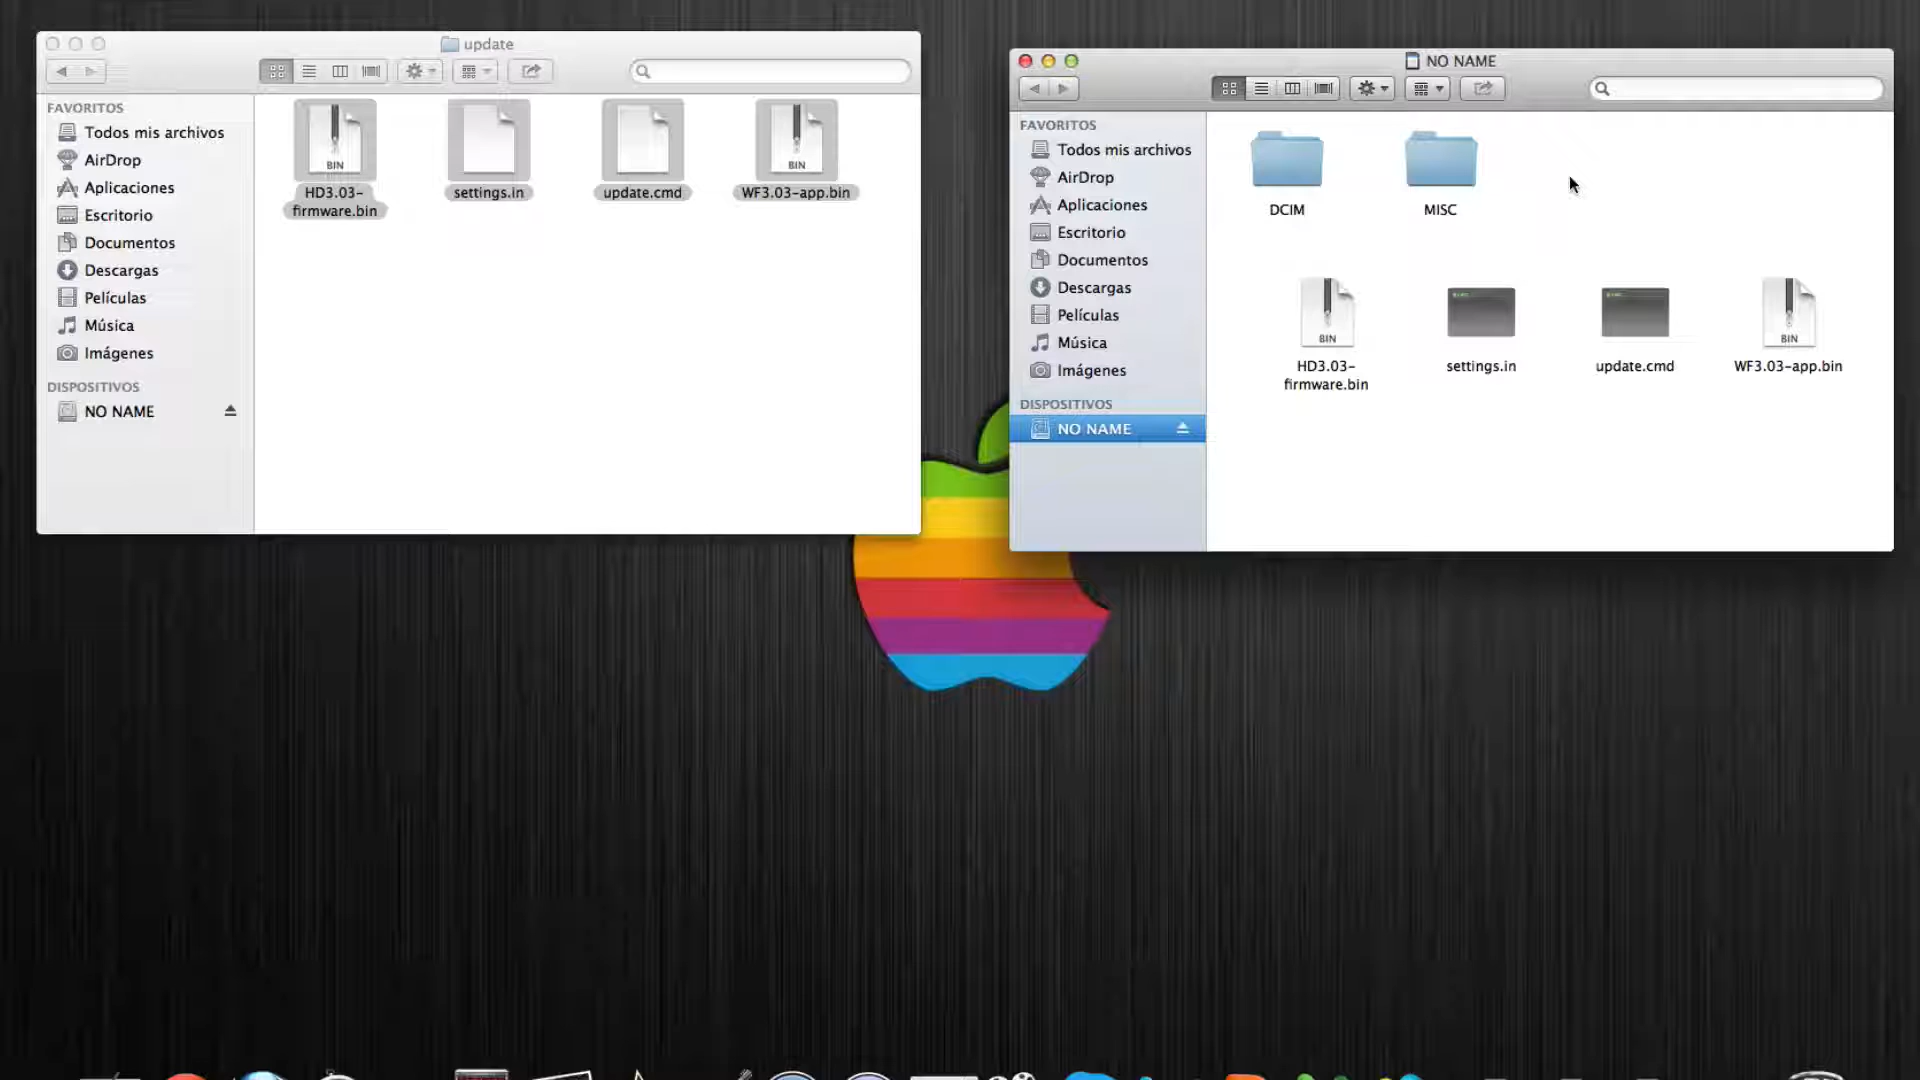 update
FAVORITOS
Todos mis archivos
AirDrop
Aplicaciones
Escritorio
Documentos
Descargas
Películas
Música
Imágenes
DISPOSITIVOS
NO NAME
BIN
HD3.03-
firmware.bin
settings.in
update.cmd
BIN
WF3.03-app.bin
NO NAME
FAVORITOS
Todos mis archivos
AirDrop
Aplicaciones
Escritorio
Documentos
Descargas
Películas
Música
Imágenes
DISPOSITIVOS
NO NAME
DCIM
MISC
BIN
HD3.03-
firmware.bin
settings.in
update.cmd
BIN
WF3.03-app.bin